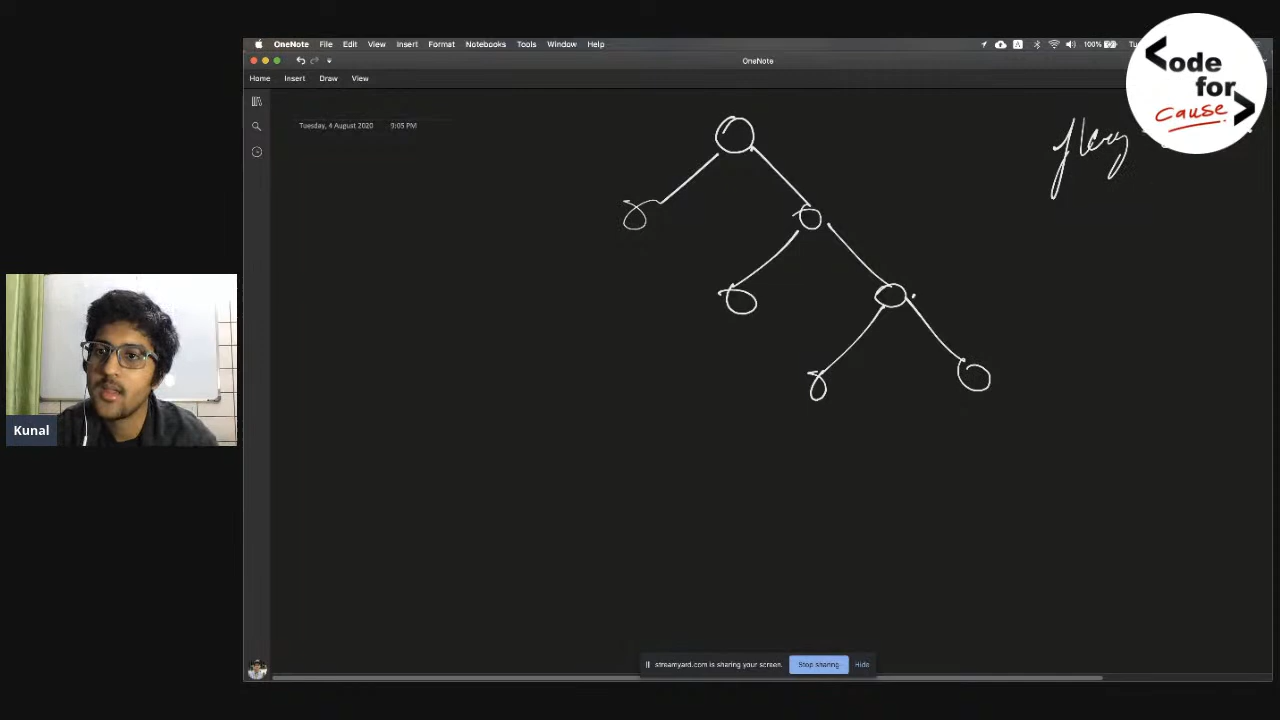 OneNote File Edit View Insert Format Notebooks Tools Window Help
100%
OneNote
Home Insert Draw View
Tuesday, 4 August 2020 9:05 PM
<ode
for
cause>
Kunal
streamyard.com is sharing your screen. Stop sharing Hide